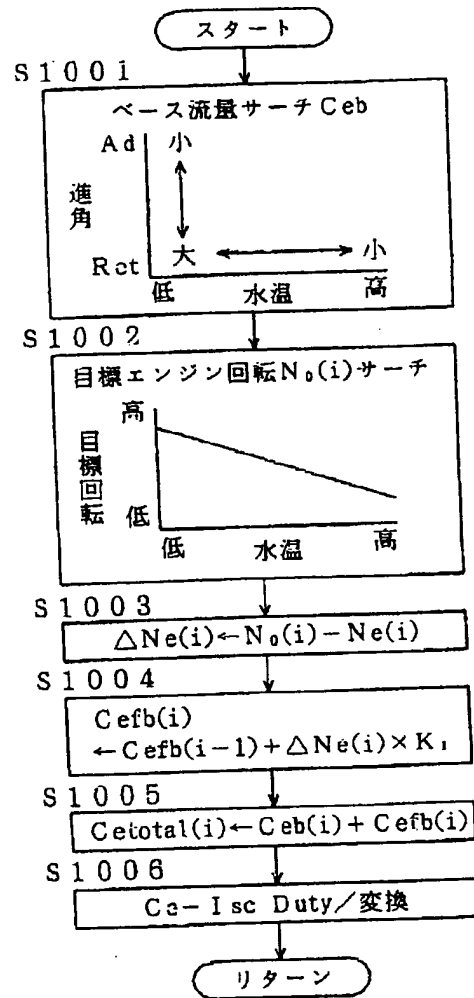 スタート
S1001
ベース流量サーチCeb
Ad 小
進角
Ret 大 小
低 水温 高
S1002
目標エンジン回転N₀(i)サーチ
高
目標回転
低
低 水温 高
S1003
△Ne(i)←N₀(i)−Ne(i)
S1004
Cefb(i)
←Cefb(i−1)+△Ne(i)×K₁
S1005
Cetotal(i)←Ceb(i)+Cefb(i)
S1006
Ce−Isc Duty／変換
リターン